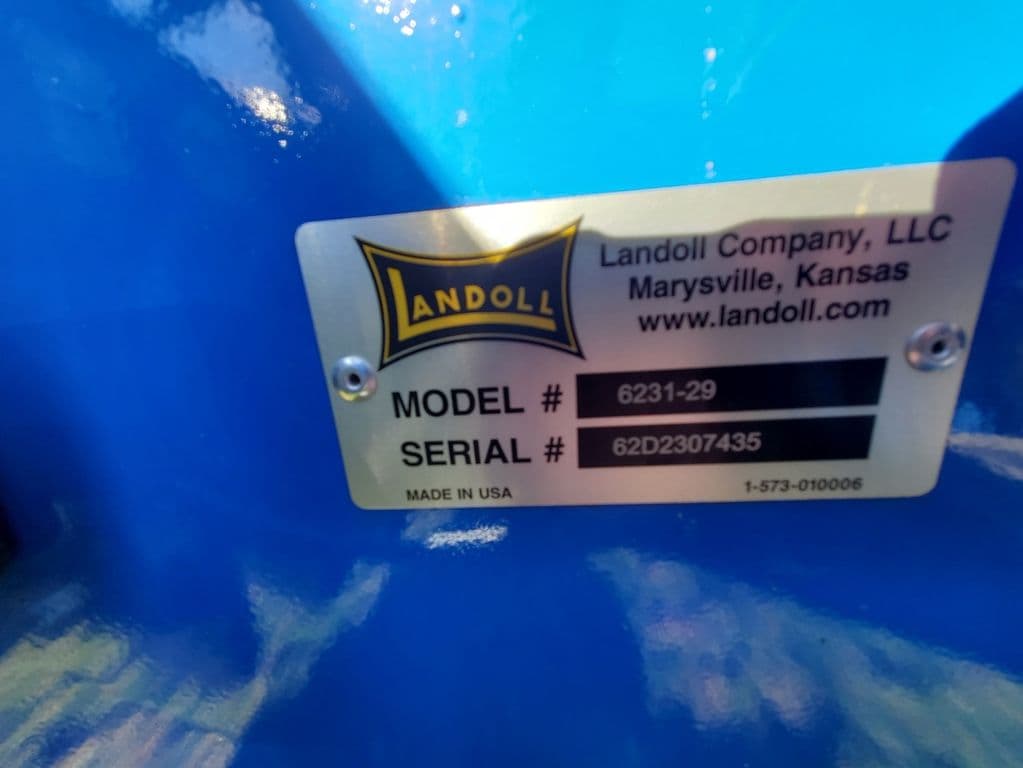 LANDOLL
Landoll Company, LLC
Marysville, Kansas
www.landoll.com
MODEL # 6231-29
SERIAL # 62D2307435
MADE IN USA
1-573-010006